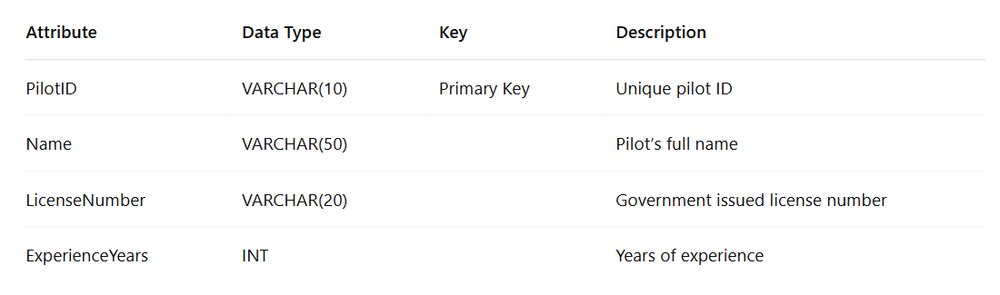 Attribute Data Type Key Description
PilotID VARCHAR(10) Primary Key Unique pilot ID
Name VARCHAR(50) Pilot’s full name
LicenseNumber VARCHAR(20) Government issued license number
ExperienceYears INT Years of experience